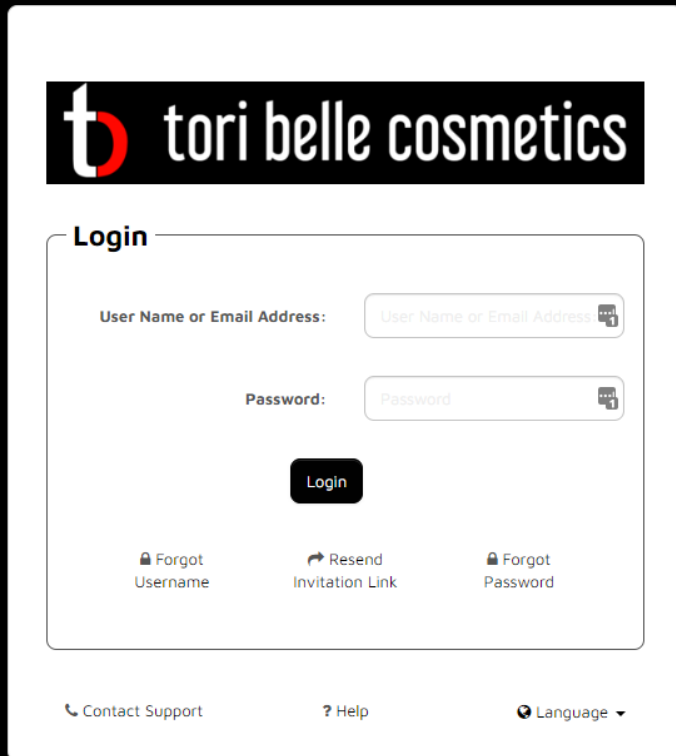 tb tori belle cosmetics
Login
User Name or Email Address: User Name or Email Address:
Password: Password
Login
Forgot Username
Resend Invitation Link
Forgot Password
Contact Support ? Help Language